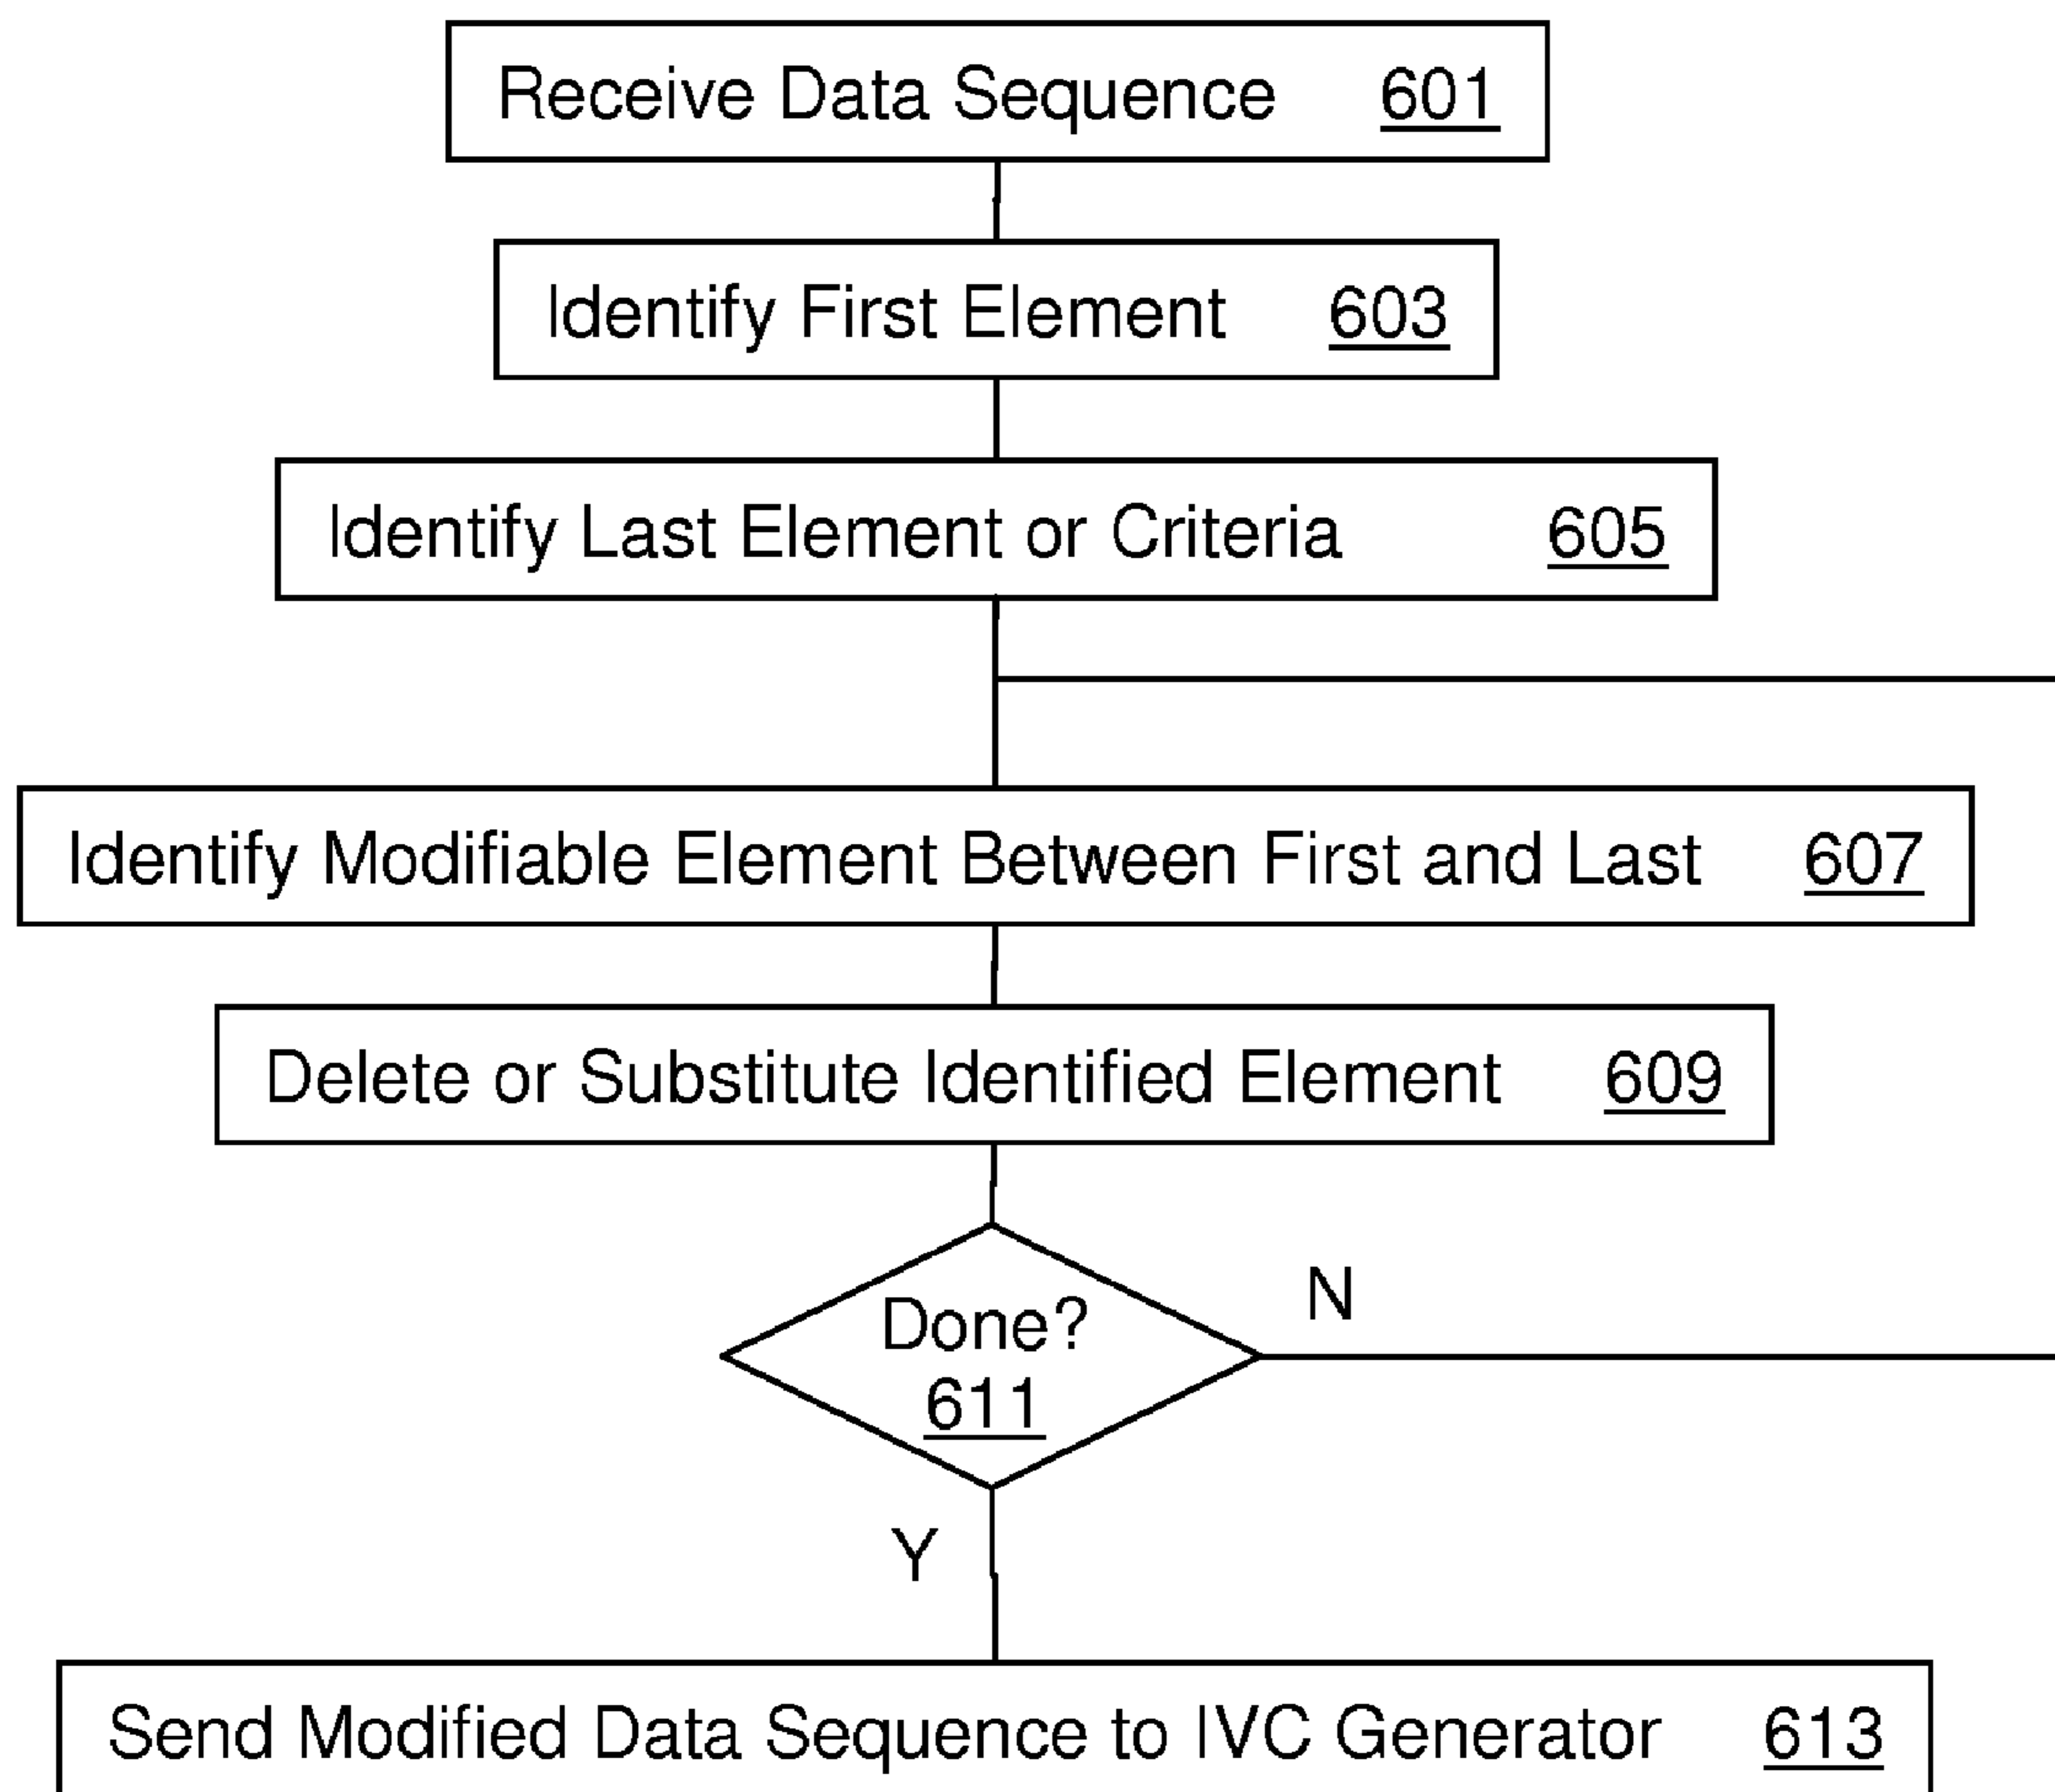 Receive Data Sequence 601
Identify First Element 603
Identify Last Element or Criteria 605
Identify Modifiable Element Between First and Last 607
Delete or Substitute Identified Element 609
Done?
611
N
Y
Send Modified Data Sequence to IVC Generator 613